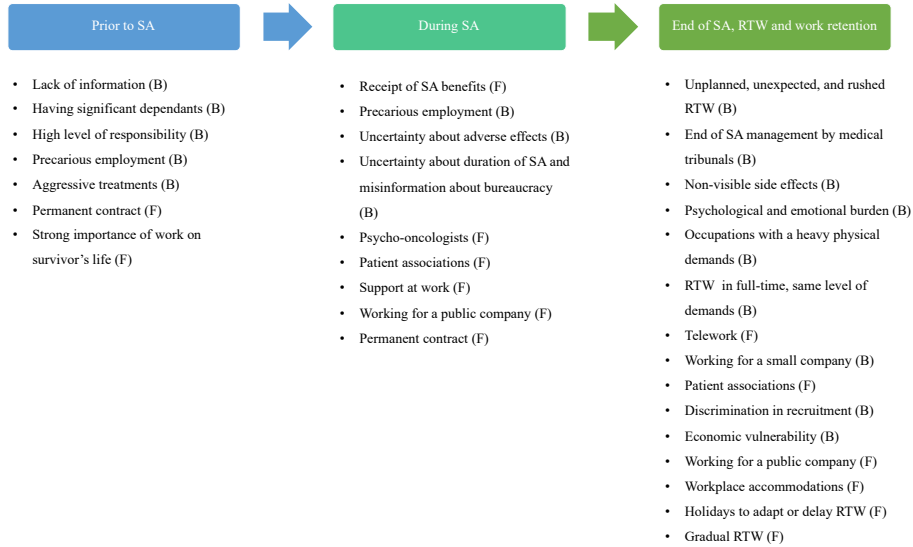 Prior to SA
• Lack of information (B)
• Having significant dependants (B)
• High level of responsibility (B)
• Precarious employment (B)
• Aggressive treatments (B)
• Permanent contract (F)
• Strong importance of work on
survivor’s life (F)
During SA
• Receipt of SA benefits (F)
• Precarious employment (B)
• Uncertainty about adverse effects (B)
• Uncertainty about duration of SA and
misinformation about bureaucracy
(B)
• Psycho-oncologists (F)
• Patient associations (F)
• Support at work (F)
• Working for a public company (F)
• Permanent contract (F)
End of SA, RTW and work retention
• Unplanned, unexpected, and rushed
RTW (B)
• End of SA management by medical
tribunals (B)
• Non-visible side effects (B)
• Psychological and emotional burden (B)
• Occupations with a heavy physical
demands (B)
• RTW in full-time, same level of
demands (B)
• Telework (F)
• Working for a small company (B)
• Patient associations (F)
• Discrimination in recruitment (B)
• Economic vulnerability (B)
• Working for a public company (F)
• Workplace accommodations (F)
• Holidays to adapt or delay RTW (F)
• Gradual RTW (F)